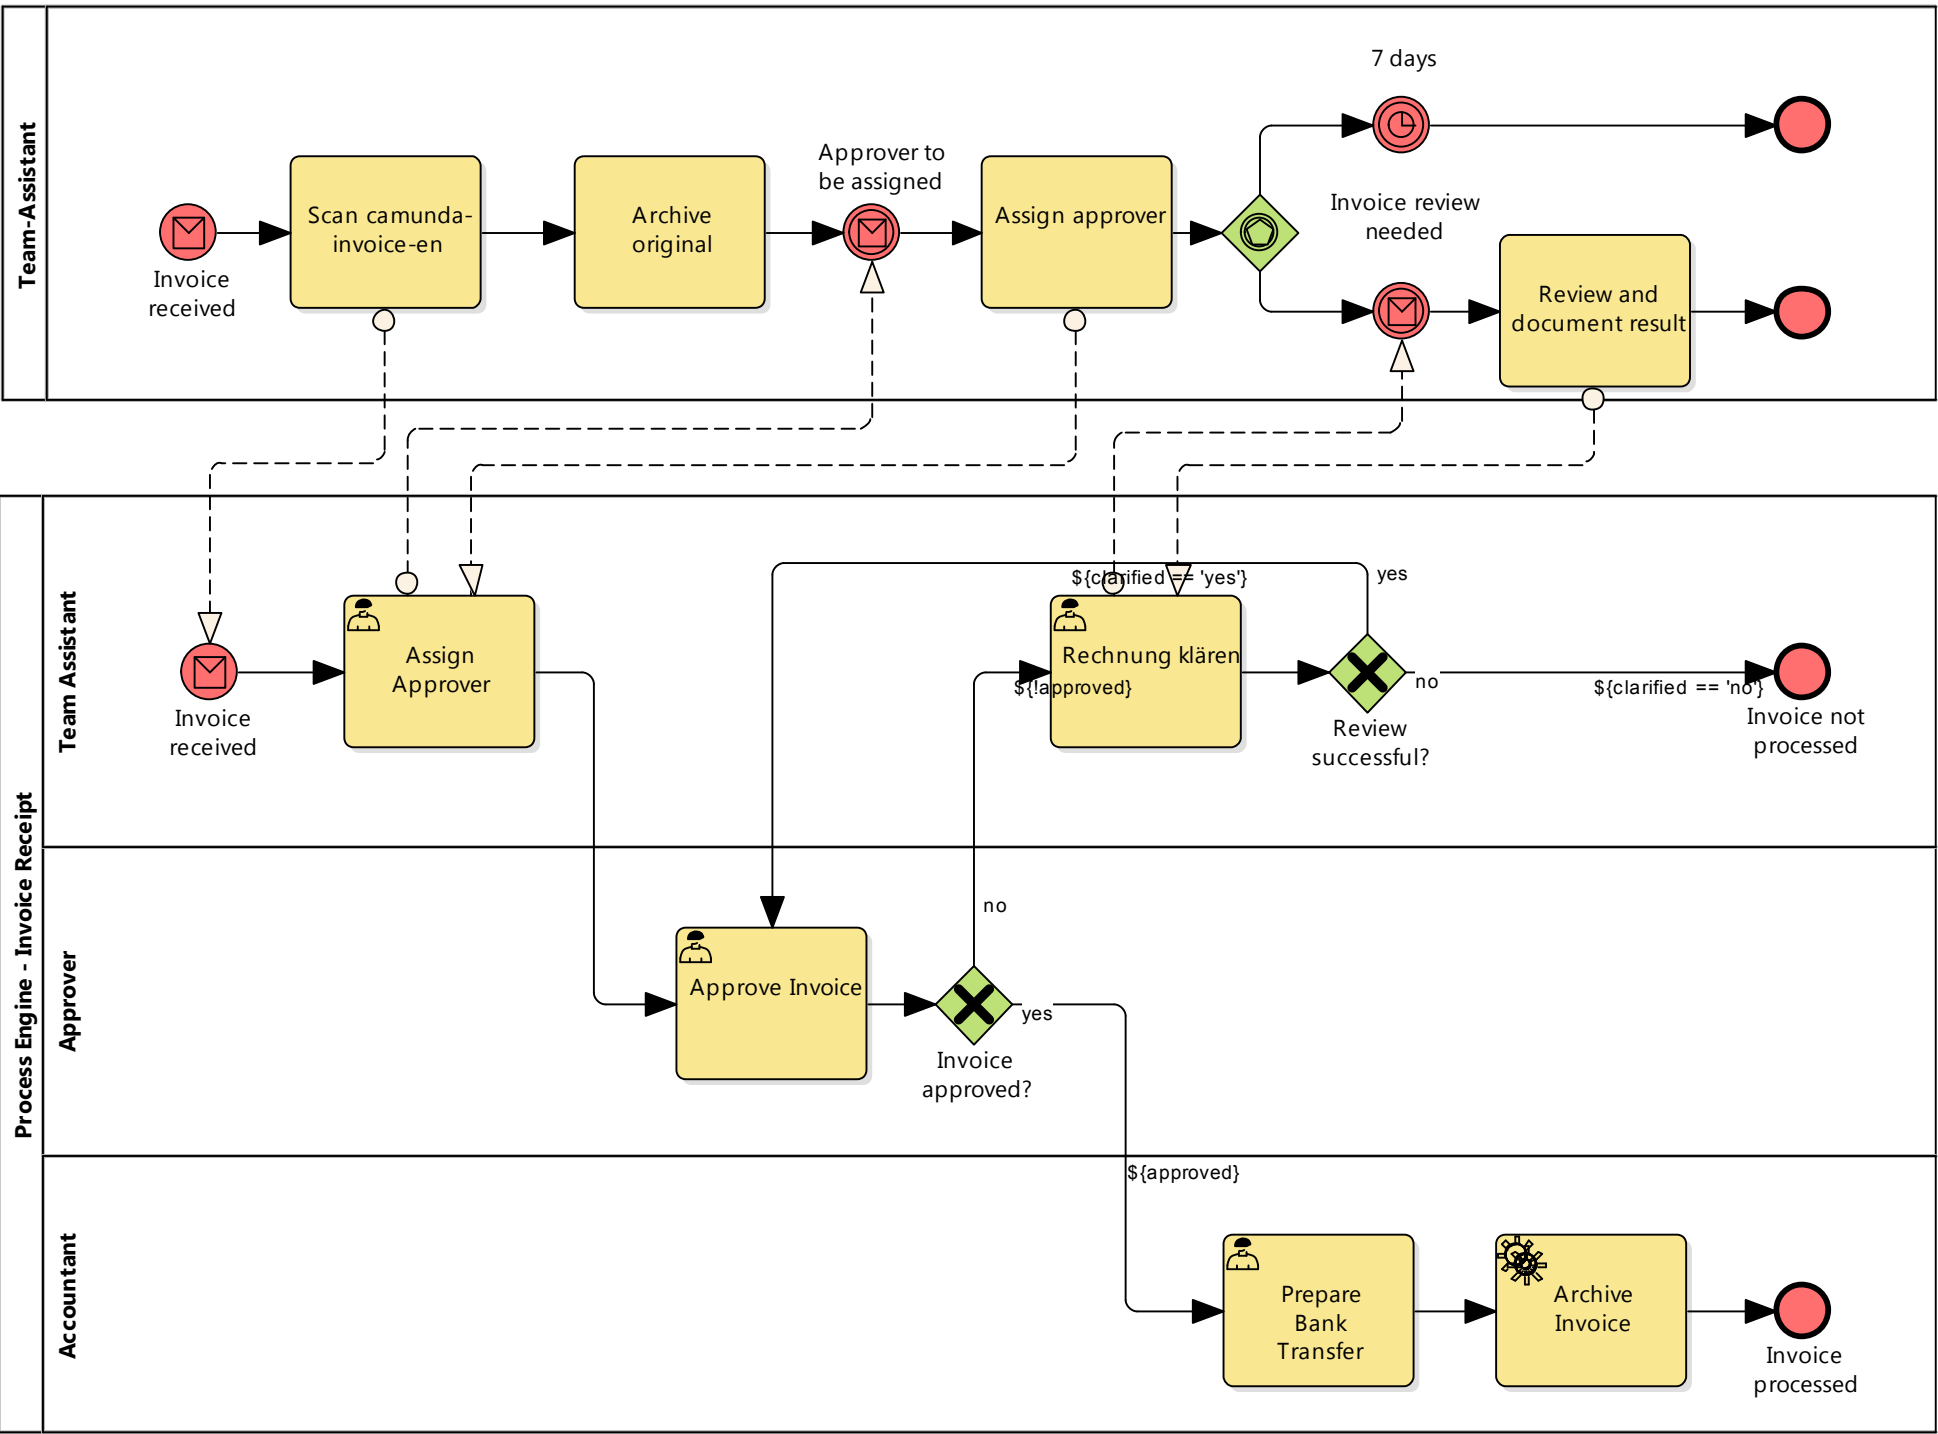 Team-Assistant
7 days
Approver to
be assigned
Scan camunda-
invoice-en
Archive
original
Assign approver
Invoice review
needed
Invoice
received
Review and
document result
Process Engine - Invoice Receipt
Team Assistant
${clarified == 'yes'}
yes
Assign
Approver
Rechnung klären
${!approved}
no
${clarified == 'no'}
Invoice
received
Review
successful?
Invoice not
processed
Approver
no
Approve Invoice
yes
Invoice
approved?
Accountant
${approved}
Prepare
Bank
Transfer
Archive
Invoice
Invoice
processed